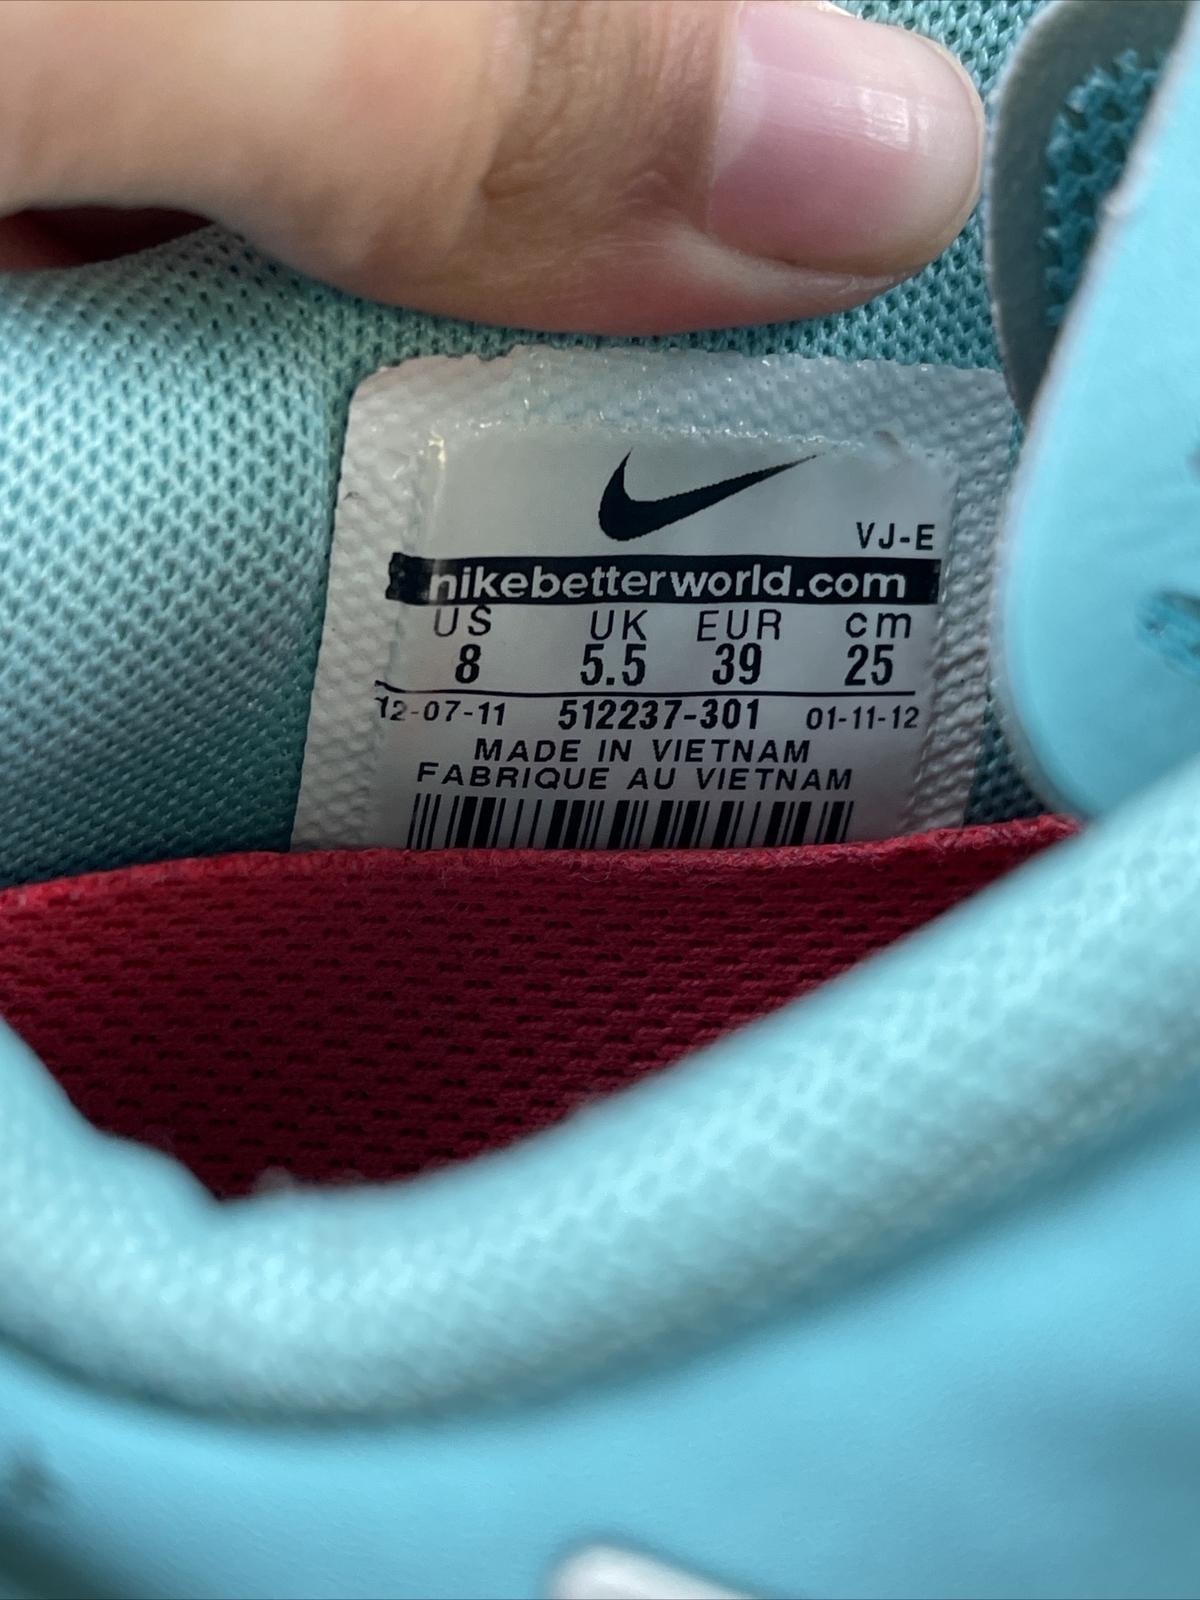 VJ-E
nikebetterworld.com
US UK EUR cm
8 5.5 39 25
12-07-11 512237-301 01-11-12
MADE IN VIETNAM
FABRIQUE AU VIETNAM